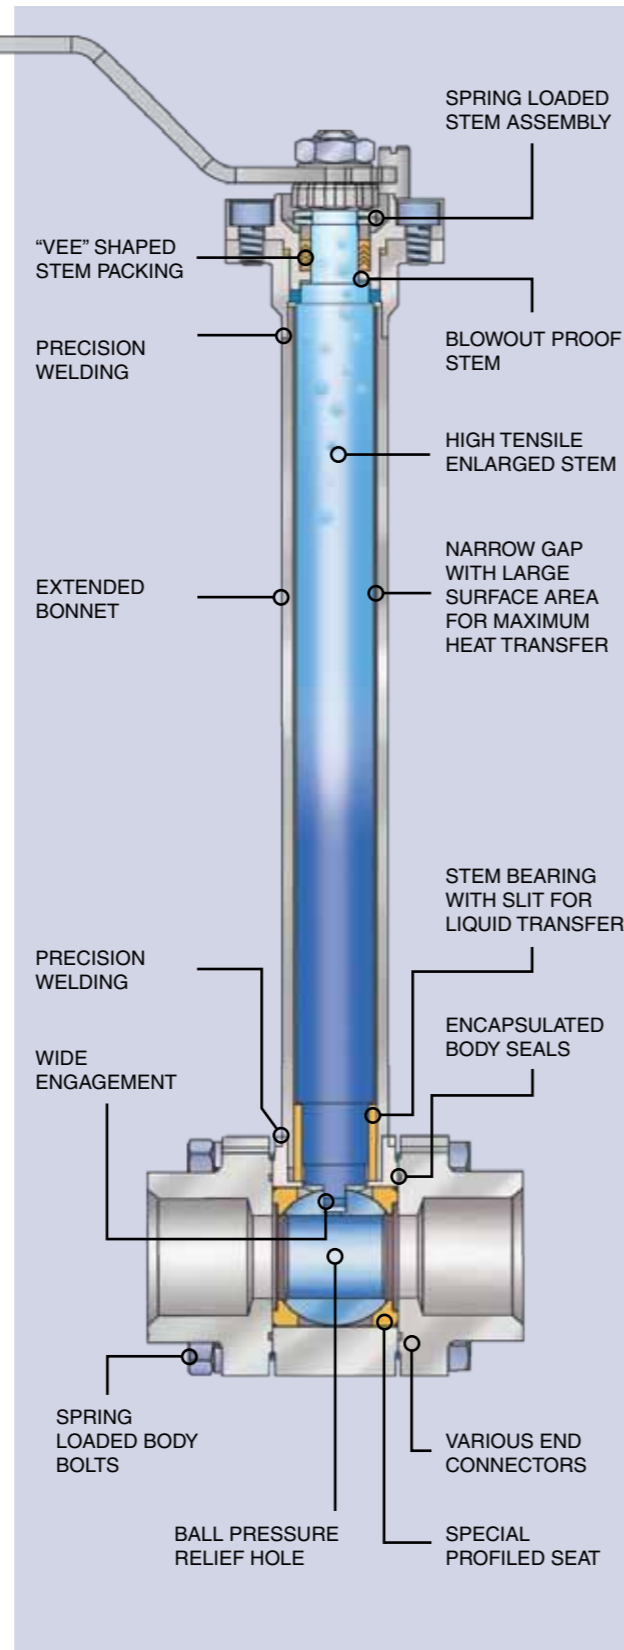 SPRING LOADED
STEM ASSEMBLY
“VEE” SHAPED
STEM PACKING
PRECISION
WELDING
BLOWOUT PROOF
STEM
HIGH TENSILE
ENLARGED STEM
EXTENDED
BONNET
NARROW GAP
WITH LARGE
SURFACE AREA
FOR MAXIMUM
HEAT TRANSFER
STEM BEARING
WITH SLIT FOR
LIQUID TRANSFER
PRECISION
WELDING
ENCAPSULATED
BODY SEALS
WIDE
ENGAGEMENT
SPRING
LOADED BODY
BOLTS
VARIOUS END
CONNECTORS
BALL PRESSURE
RELIEF HOLE
SPECIAL
PROFILED SEAT